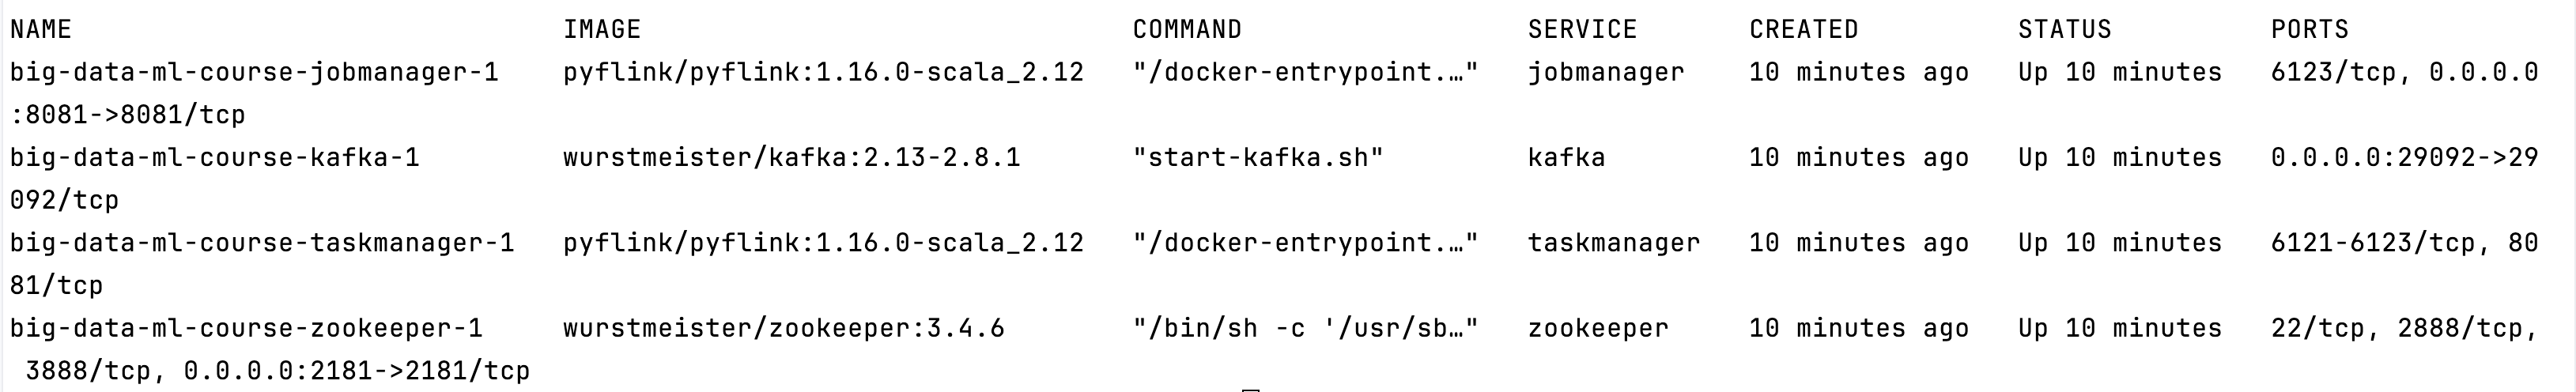 NAME IMAGE COMMAND SERVICE CREATED STATUS PORTS
big-data-ml-course-jobmanager-1 pyflink/pyflink:1.16.0-scala_2.12 "/docker-entrypoint.…" jobmanager 10 minutes ago Up 10 minutes 6123/tcp, 0.0.0.0
:8081->8081/tcp
big-data-ml-course-kafka-1 wurstmeister/kafka:2.13-2.8.1 "start-kafka.sh" kafka 10 minutes ago Up 10 minutes 0.0.0.0:29092->29
092/tcp
big-data-ml-course-taskmanager-1 pyflink/pyflink:1.16.0-scala_2.12 "/docker-entrypoint.…" taskmanager 10 minutes ago Up 10 minutes 6121-6123/tcp, 80
81/tcp
big-data-ml-course-zookeeper-1 wurstmeister/zookeeper:3.4.6 "/bin/sh -c '/usr/sb…" zookeeper 10 minutes ago Up 10 minutes 22/tcp, 2888/tcp,
3888/tcp, 0.0.0.0:2181->2181/tcp